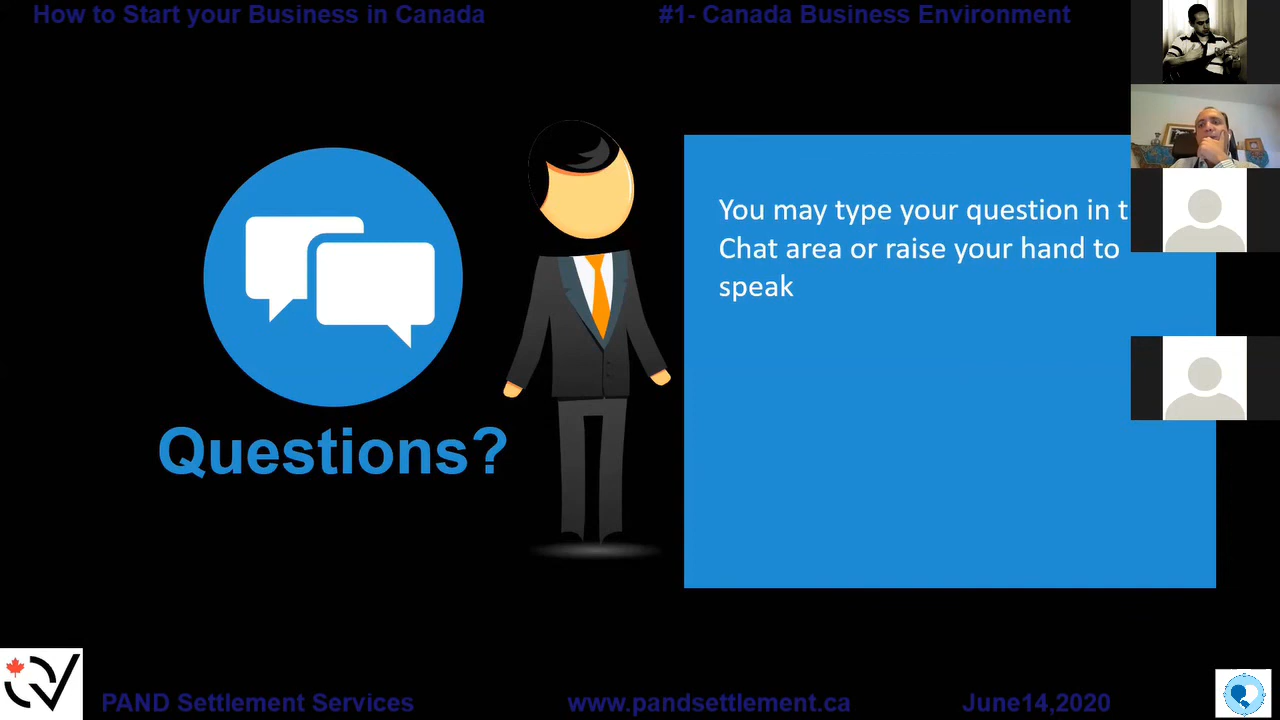 How to Start your Business in Canada
#1- Canada Business Environment
You may type your question in t
Chat area or raise your hand to
speak
Questions?
PAND Settlement Services
www.pandsettlement.ca
June14,2020